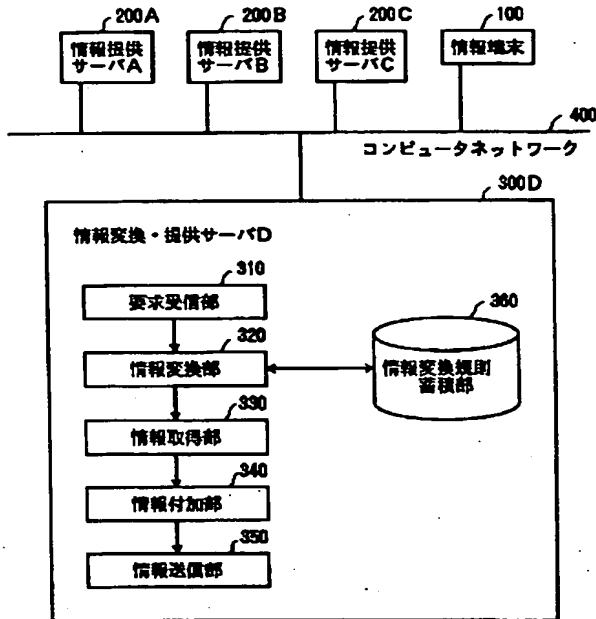 200A
200B
200C
100
情報提供
サーバA
情報提供
サーバB
情報提供
サーバC
情報端末
400
コンピュータネットワーク
300D
情報変換・提供サーバD
310
要求受信部
320
情報変換部
330
情報取得部
340
情報付加部
350
情報送信部
360
情報変換規則
蓄積部